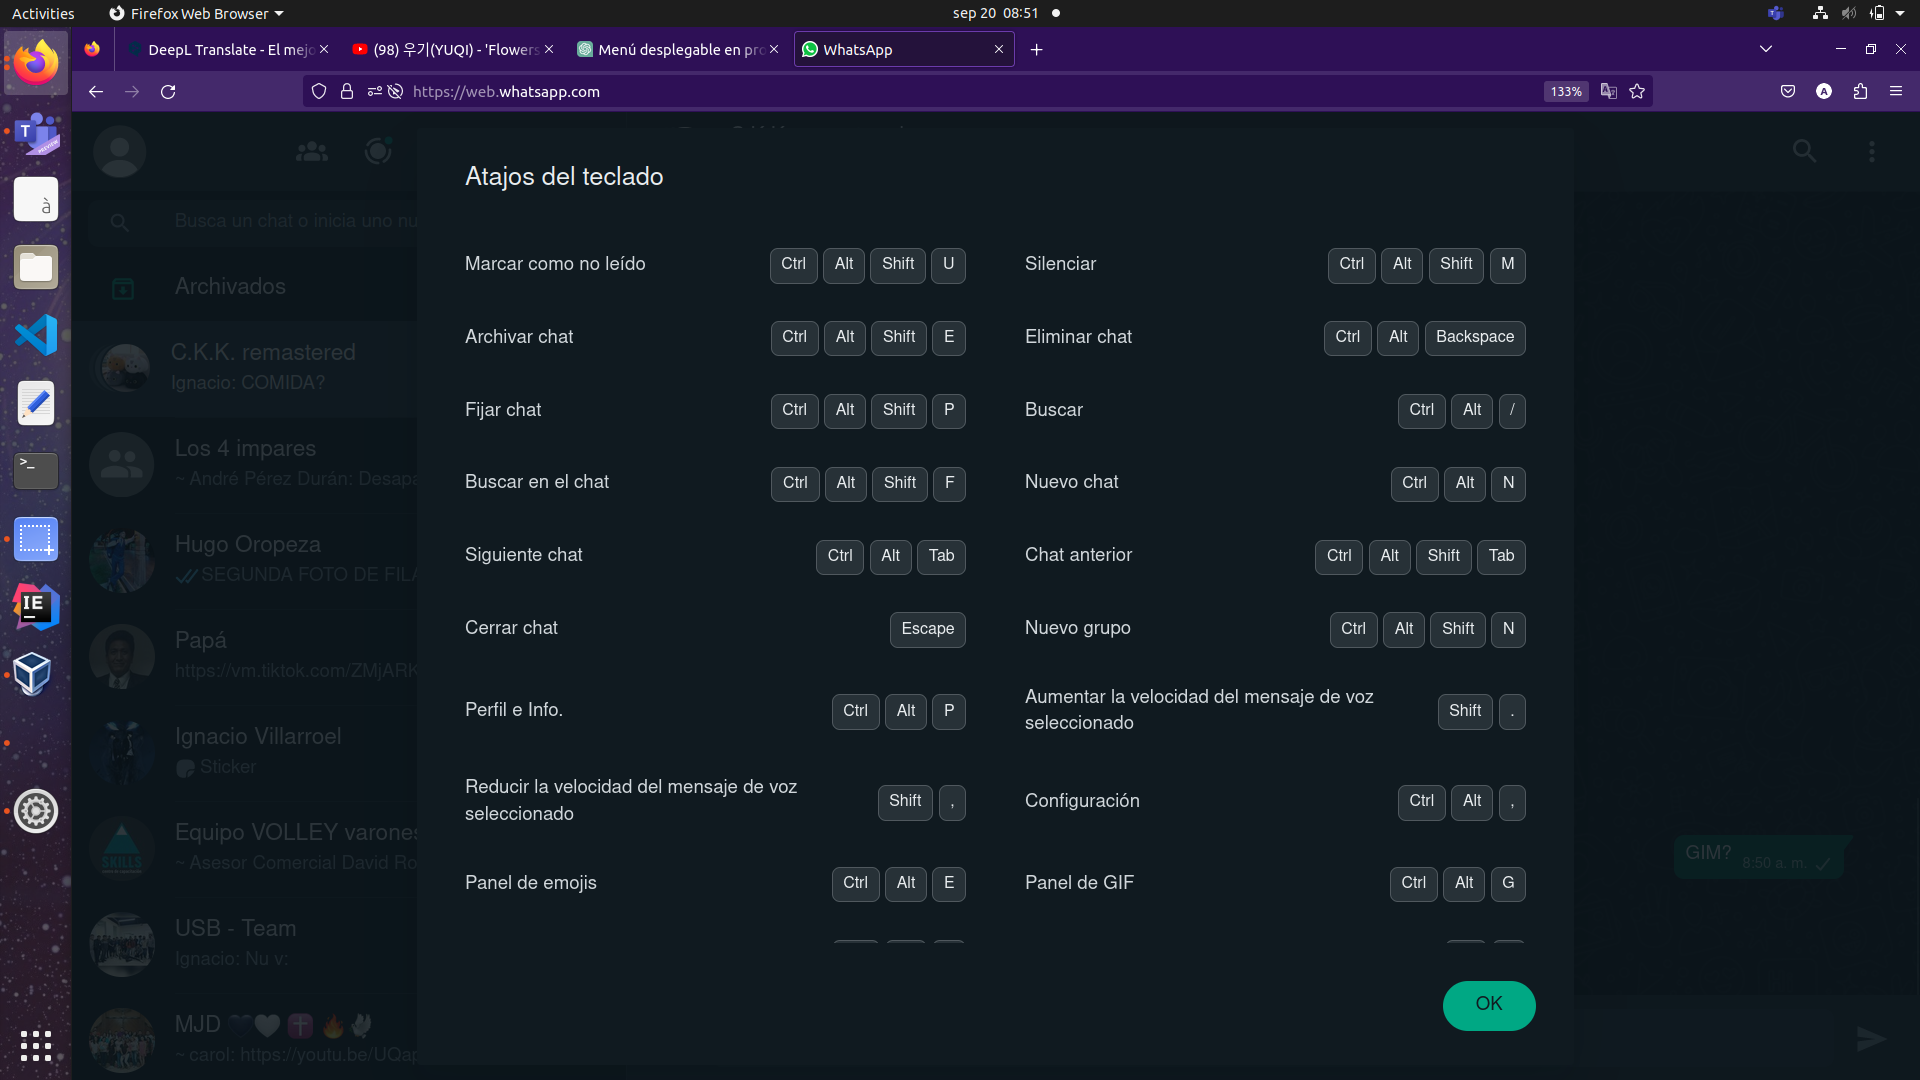 Activities
Firefox Web Browser
sep 20 08:51
DeepL Translate - El mejo
(98) 우기(YUQI) - 'Flowers
Menú desplegable en pro
WhatsApp
https://web.whatsapp.com
133%
A
Atajos del teclado
Marcar como no leído
Ctrl Alt Shift U
Silenciar
Ctrl Alt Shift M
Archivar chat
Ctrl Alt Shift E
Eliminar chat
Ctrl Alt Backspace
Fijar chat
Ctrl Alt Shift P
Buscar
Ctrl Alt /
Buscar en el chat
Ctrl Alt Shift F
Nuevo chat
Ctrl Alt N
Siguiente chat
Ctrl Alt Tab
Chat anterior
Ctrl Alt Shift Tab
Cerrar chat
Escape
Nuevo grupo
Ctrl Alt Shift N
Perfil e Info.
Ctrl Alt P
Aumentar la velocidad del mensaje de voz
seleccionado
Shift .
Reducir la velocidad del mensaje de voz
seleccionado
Shift ,
Configuración
Ctrl Alt ,
Panel de emojis
Ctrl Alt E
Panel de GIF
Ctrl Alt G
OK
Busca un chat o inicia uno nu
Archivados
C.K.K. remastered
Ignacio: COMIDA?
Los 4 impares
~ André Pérez Durán: Desapa
Hugo Oropeza
SEGUNDA FOTO DE FILA
Papá
https://vm.tiktok.com/ZMjARK
Ignacio Villarroel
Sticker
Equipo VOLLEY varones
~ Asesor Comercial David Ro
SKILLS
USB - Team
Ignacio: Nu v:
MJD
~ carol: https://youtu.be/UQap
GIM?
8:50 a. m.